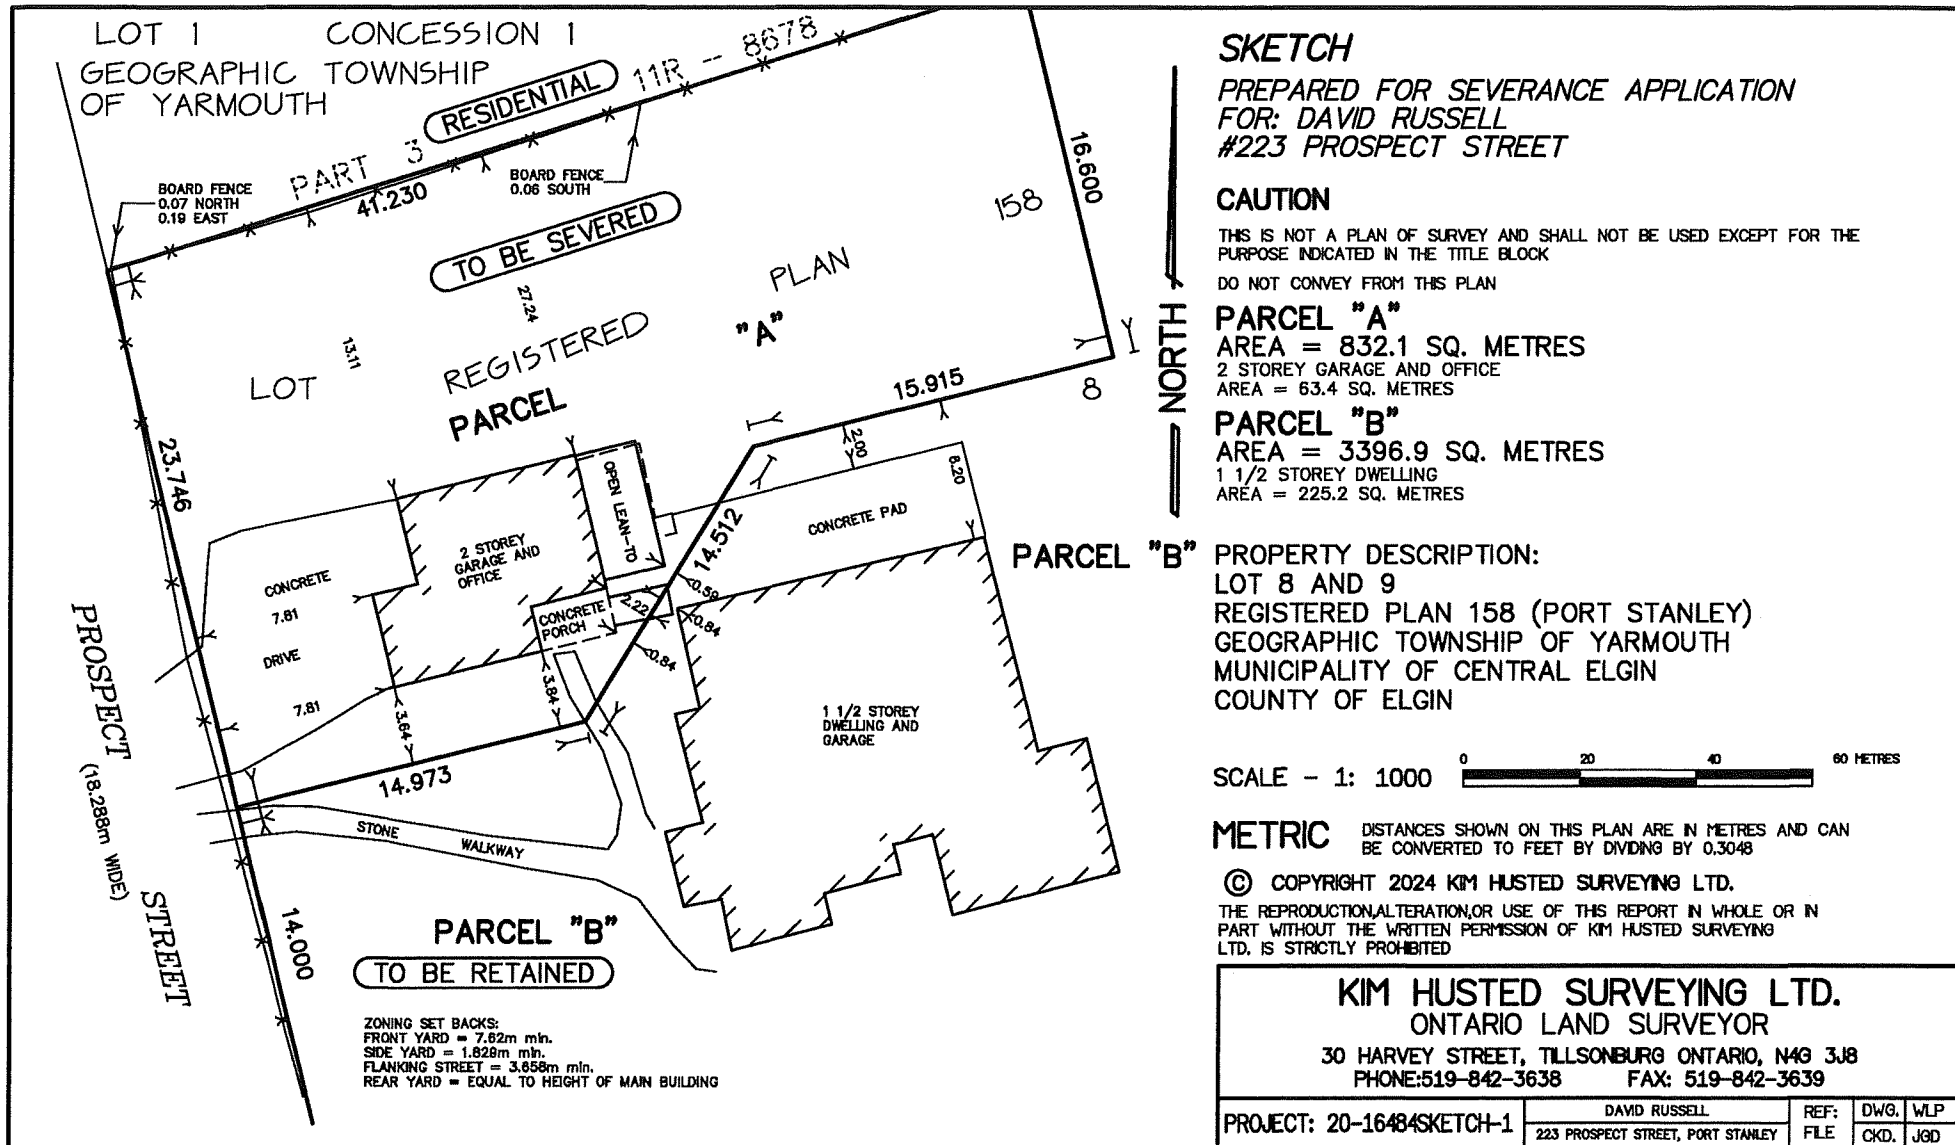 LOT 1 CONCESSION 1
GEOGRAPHIC TOWNSHIP
OF YARMOUTH
RESIDENTIAL
PART 3 11R - 8678
BOARD FENCE
0.07 NORTH
0.19 EAST
41.230
BOARD FENCE
0.06 SOUTH
16.600
TO BE SEVERED
158
PLAN
27.24
13.11
REGISTERED
"A"
LOT
PARCEL
8
15.915
23.746
2.00
8.20
OPEN LEAN-TO
14.512
CONCRETE PAD
2 STOREY
GARAGE AND
OFFICE
CONCRETE
7.81
DRIVE
7.81
CONCRETE
PORCH
2.22
0.59
0.84
0.84
3.84
3.64
PARCEL "B"
1 1/2 STOREY
DWELLING AND
GARAGE
14.973
STONE WALKWAY
PROSPECT STREET
(18.288m WIDE)
14.000
PARCEL "B"
TO BE RETAINED
ZONING SET BACKS:
FRONT YARD = 7.62m min.
SIDE YARD = 1.829m min.
FLANKING STREET = 3.658m min.
REAR YARD = EQUAL TO HEIGHT OF MAIN BUILDING
NORTH
SKETCH
PREPARED FOR SEVERANCE APPLICATION
FOR: DAVID RUSSELL
#223 PROSPECT STREET
CAUTION
THIS IS NOT A PLAN OF SURVEY AND SHALL NOT BE USED EXCEPT FOR THE
PURPOSE INDICATED IN THE TITLE BLOCK
DO NOT CONVEY FROM THIS PLAN
PARCEL "A"
AREA = 832.1 SQ. METRES
2 STOREY GARAGE AND OFFICE
AREA = 63.4 SQ. METRES
PARCEL "B"
AREA = 3396.9 SQ. METRES
1 1/2 STOREY DWELLING
AREA = 225.2 SQ. METRES
PROPERTY DESCRIPTION:
LOT 8 AND 9
REGISTERED PLAN 158 (PORT STANLEY)
GEOGRAPHIC TOWNSHIP OF YARMOUTH
MUNICIPALITY OF CENTRAL ELGIN
COUNTY OF ELGIN
0 20 40 60 METRES
SCALE - 1: 1000
METRIC
DISTANCES SHOWN ON THIS PLAN ARE IN METRES AND CAN
BE CONVERTED TO FEET BY DIVIDING BY 0.3048
© COPYRIGHT 2024 KIM HUSTED SURVEYING LTD.
THE REPRODUCTION,ALTERATION,OR USE OF THIS REPORT IN WHOLE OR IN
PART WITHOUT THE WRITTEN PERMISSION OF KIM HUSTED SURVEYING
LTD. IS STRICTLY PROHIBITED
KIM HUSTED SURVEYING LTD.
ONTARIO LAND SURVEYOR
30 HARVEY STREET, TILLSONBURG ONTARIO, N4G 3J8
PHONE:519-842-3638 FAX: 519-842-3639
PROJECT: 20-16484SKETCH-1
DAVID RUSSELL
223 PROSPECT STREET, PORT STANLEY
REF:
FILE
DWG. WLP
CKD. JGD